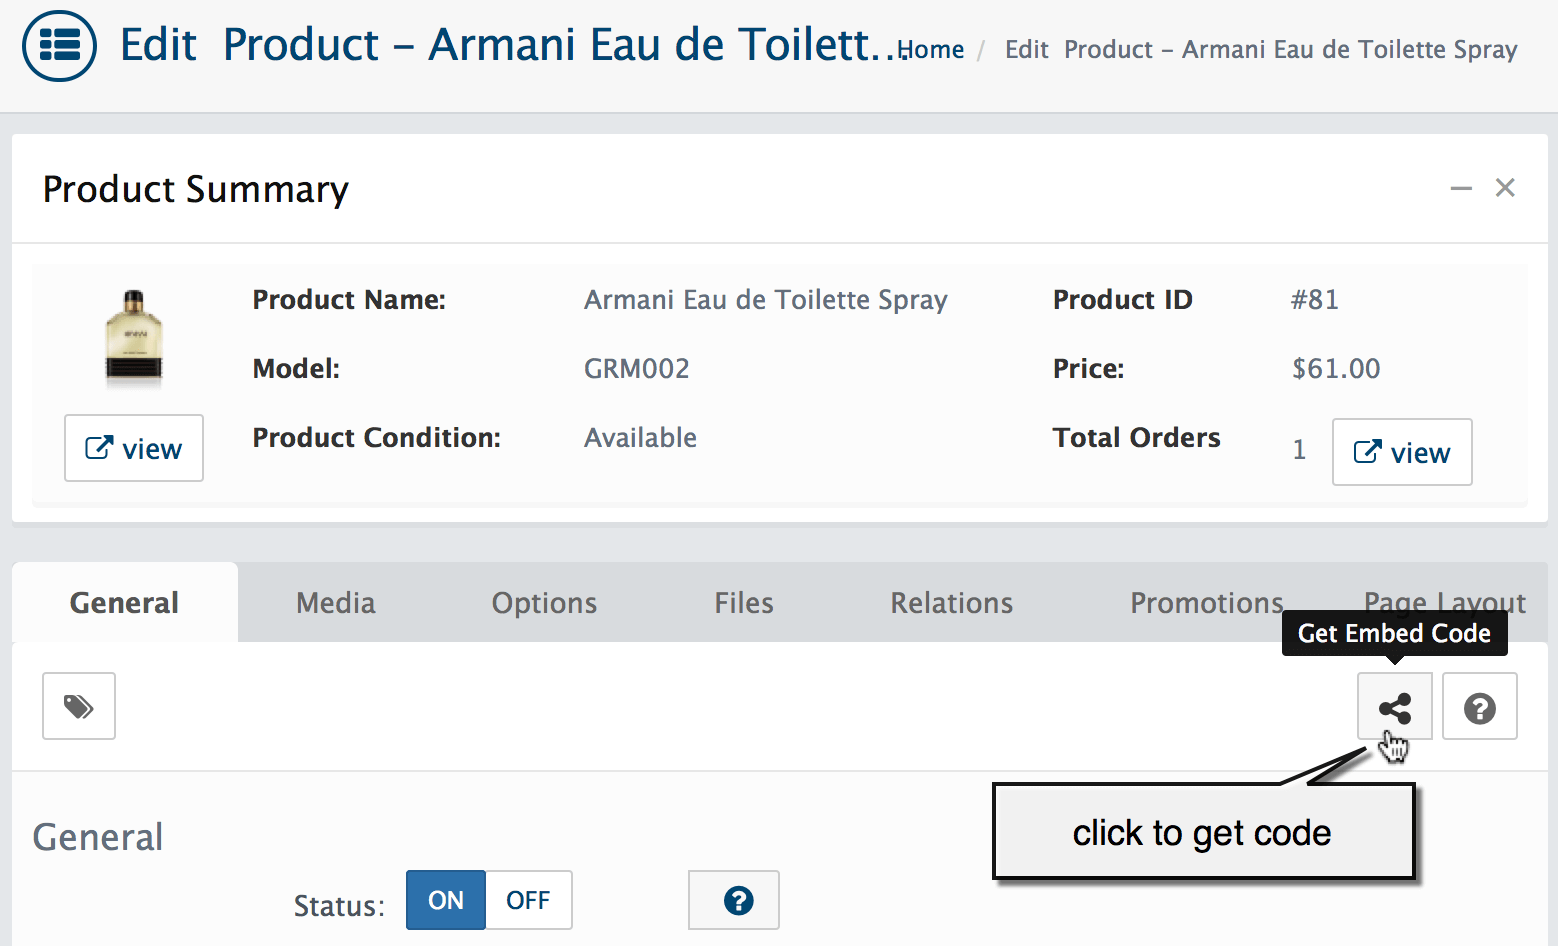 Edit Product – Armani Eau de Toilett...
Home / Edit Product – Armani Eau de Toilette Spray
Product Summary
Product Name: Armani Eau de Toilette Spray Product ID #81
Model: GRM002 Price: $61.00
Product Condition: Available Total Orders 1 view
view
General Media Options Files Relations Promotions Page Layout
Get Embed Code
click to get code
General
Status: ON OFF